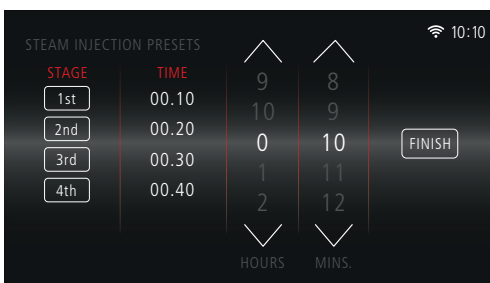 10:10
STEAM INJECTION PRESETS
STAGE TIME
1st 00.10
2nd 00.20
3rd 00.30
4th 00.40
9 8
10 9
0 10
1 11
2 12
HOURS MINS.
FINISH